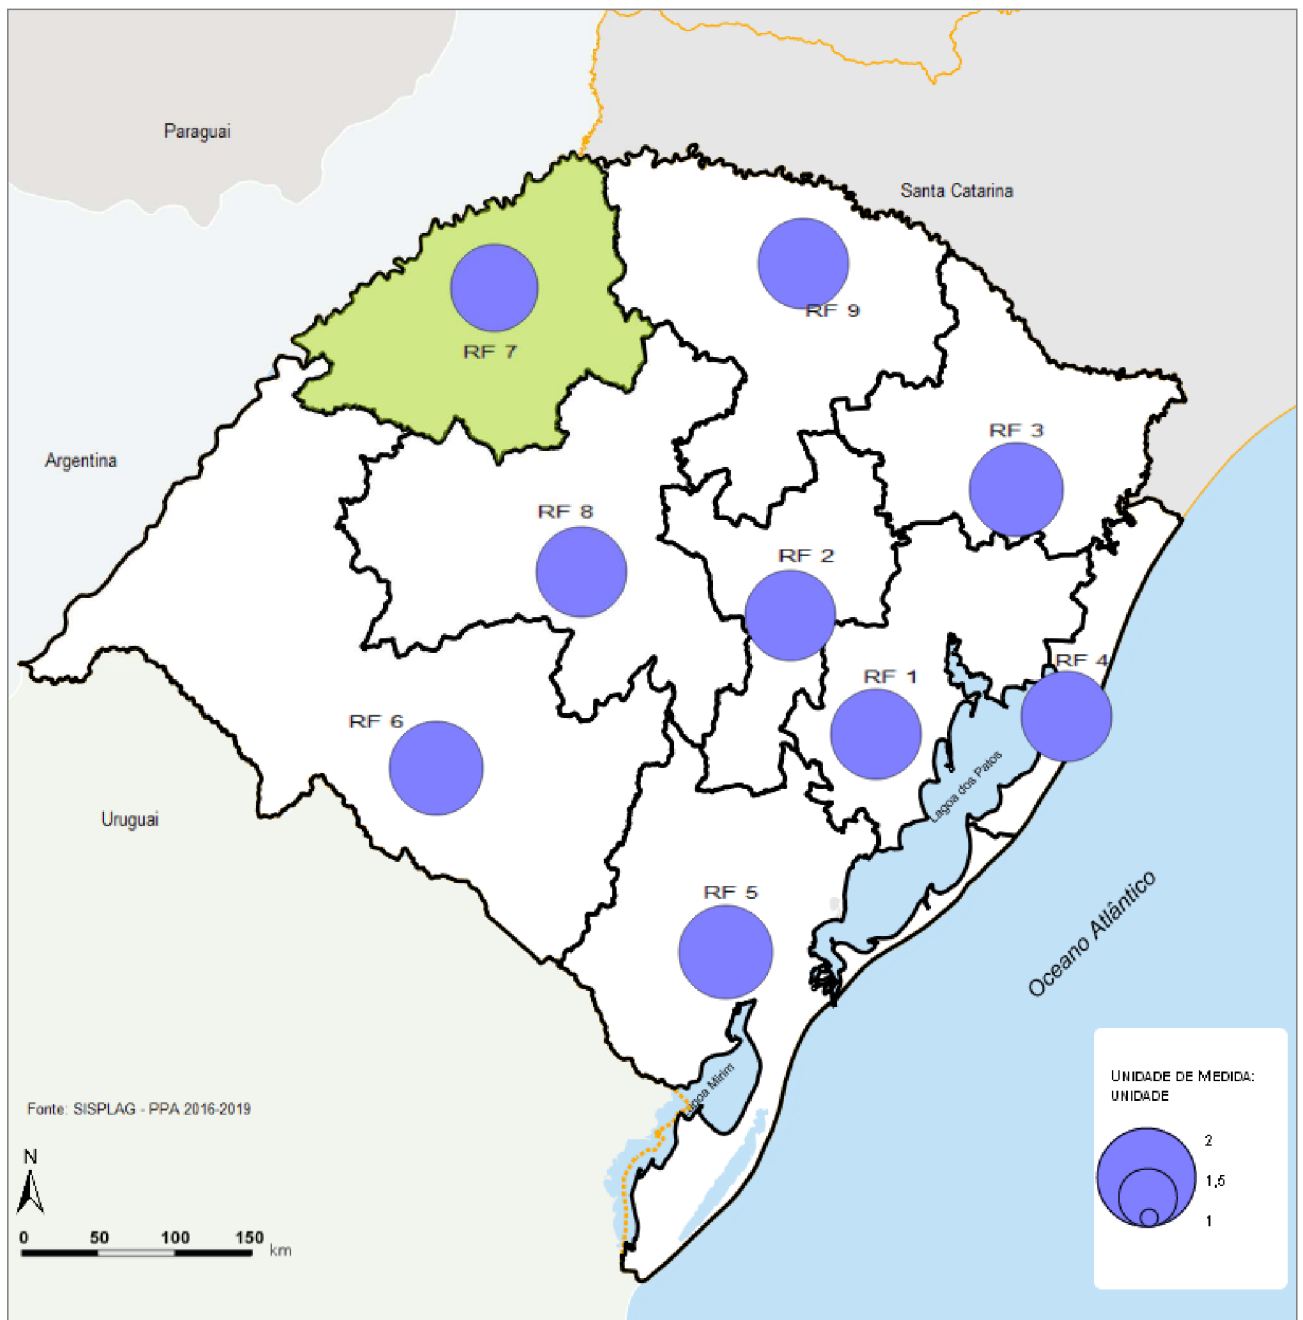 Paraguai
Santa Catarina
RF 9
RF 7
RF 3
Argentina
RF 8
RF 2
RF 4
RF 1
RF 6
Lagoa dos Patos
Uruguai
RF 5
Oceano Atlântico
Lagoa Mirim
UNIDADE DE MEDIDA:
UNIDADE
2
1,5
1
Fonte: SISPLAG - PPA 2016-2019
N
0 50 100 150 km